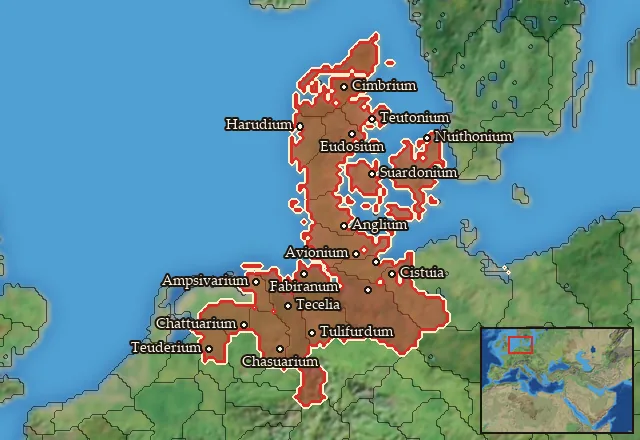 Cimbrium
Teutonium
Harudium
Nuithonium
Eudosium
Suardonium
Anglium
Avionium
Cistuia
Ampsivarium
Fabiranum
Tecelia
Chattuarium
Tulifurdum
Teuderium
Chasuarium